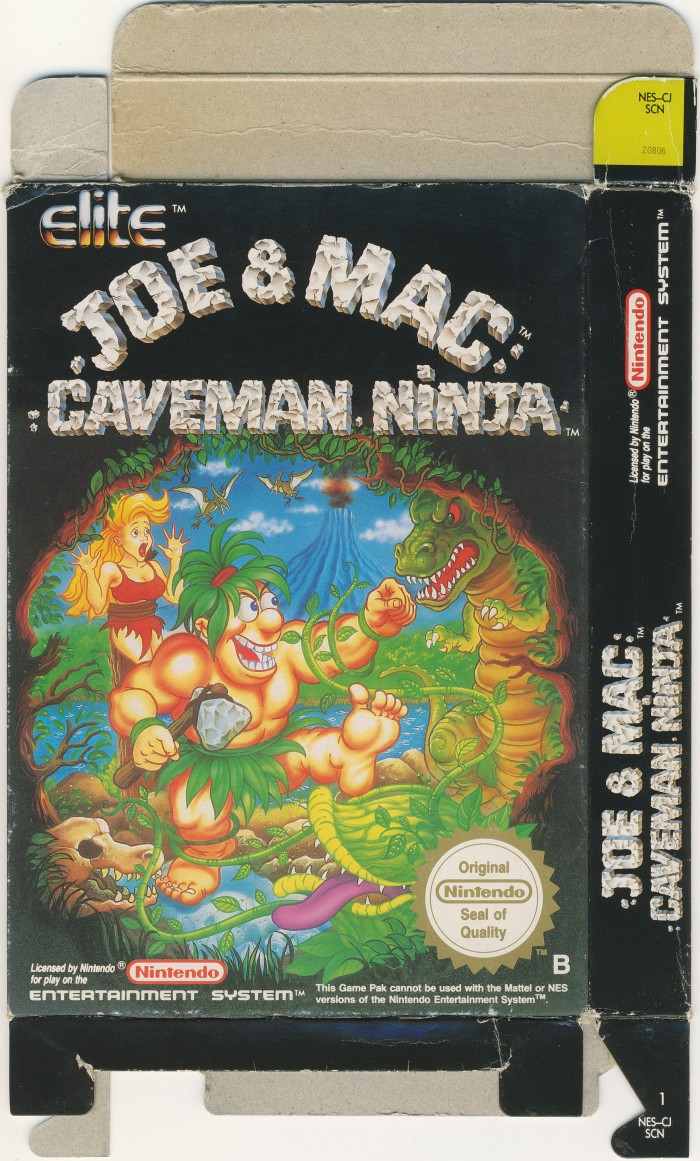 NES–CJ
SCN
20806
elite™
JOE & MAC™
CAVEMAN NINJA™
Original
Nintendo
Seal of
Quality
™
B
Licensed by Nintendo®
for play on the
Nintendo
ENTERTAINMENT SYSTEM™
This Game Pak cannot be used with the Mattel or NES
versions of the Nintendo Entertainment System™.
Licensed by Nintendo®
for play on the
Nintendo
ENTERTAINMENT SYSTEM™
JOE & MAC™
CAVEMAN NINJA™
1
NES–CJ
SCN